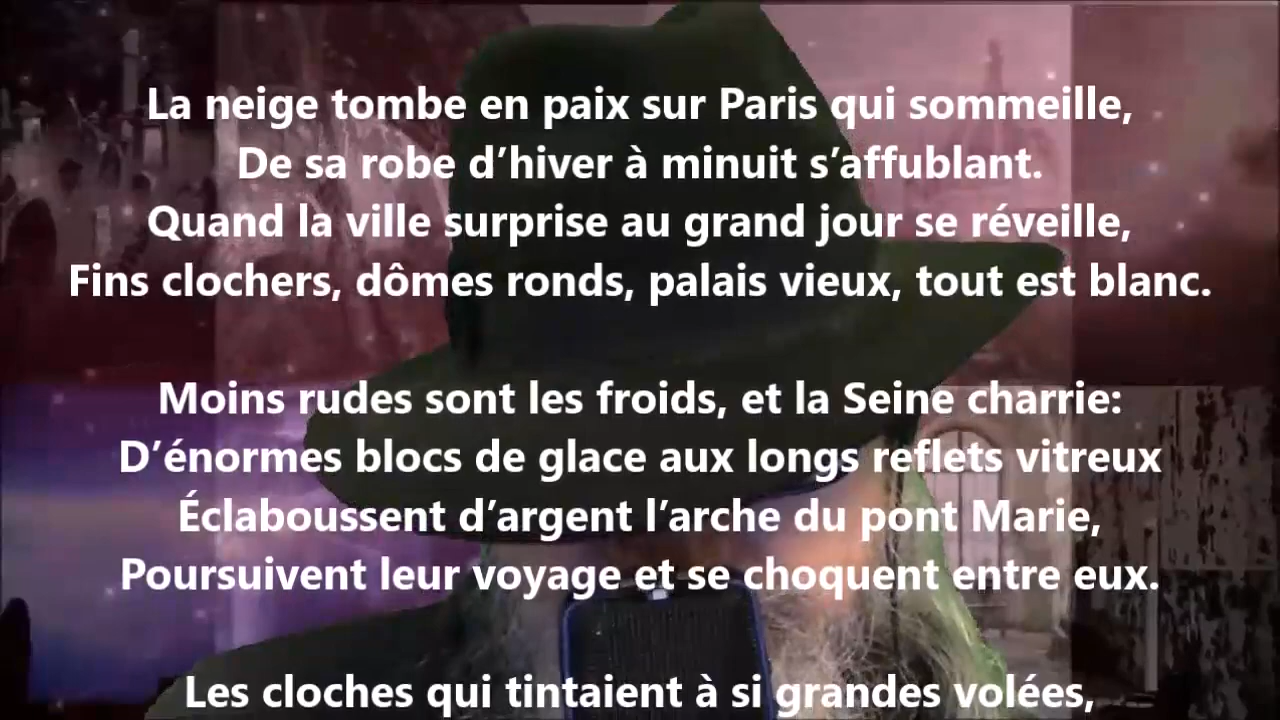 La neige tombe en paix sur Paris qui sommeille,
De sa robe d’hiver à minuit s’affublant.
Quand la ville surprise au grand jour se réveille,
Fins clochers, dômes ronds, palais vieux, tout est blanc.
Moins rudes sont les froids, et la Seine charrie:
D’énormes blocs de glace aux longs reflets vitreux
Éclaboussent d’argent l’arche du pont Marie,
Poursuivent leur voyage et se choquent entre eux.
Les cloches qui tintaient à si grandes volées,